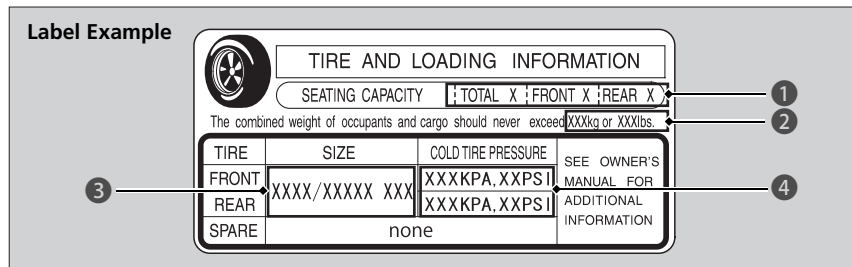 Label Example
TIRE AND LOADING INFORMATION
SEATING CAPACITY TOTAL X FRONT X REAR X
1
The combined weight of occupants and cargo should never exceed XXXkg or XXXlbs.
2
TIRE SIZE COLD TIRE PRESSURE
SEE OWNER'S
MANUAL FOR
ADDITIONAL
INFORMATION
FRONT XXXX/XXXXX XXX XXXKPA,XXPSI
REAR XXXKPA,XXPSI
3
4
SPARE none